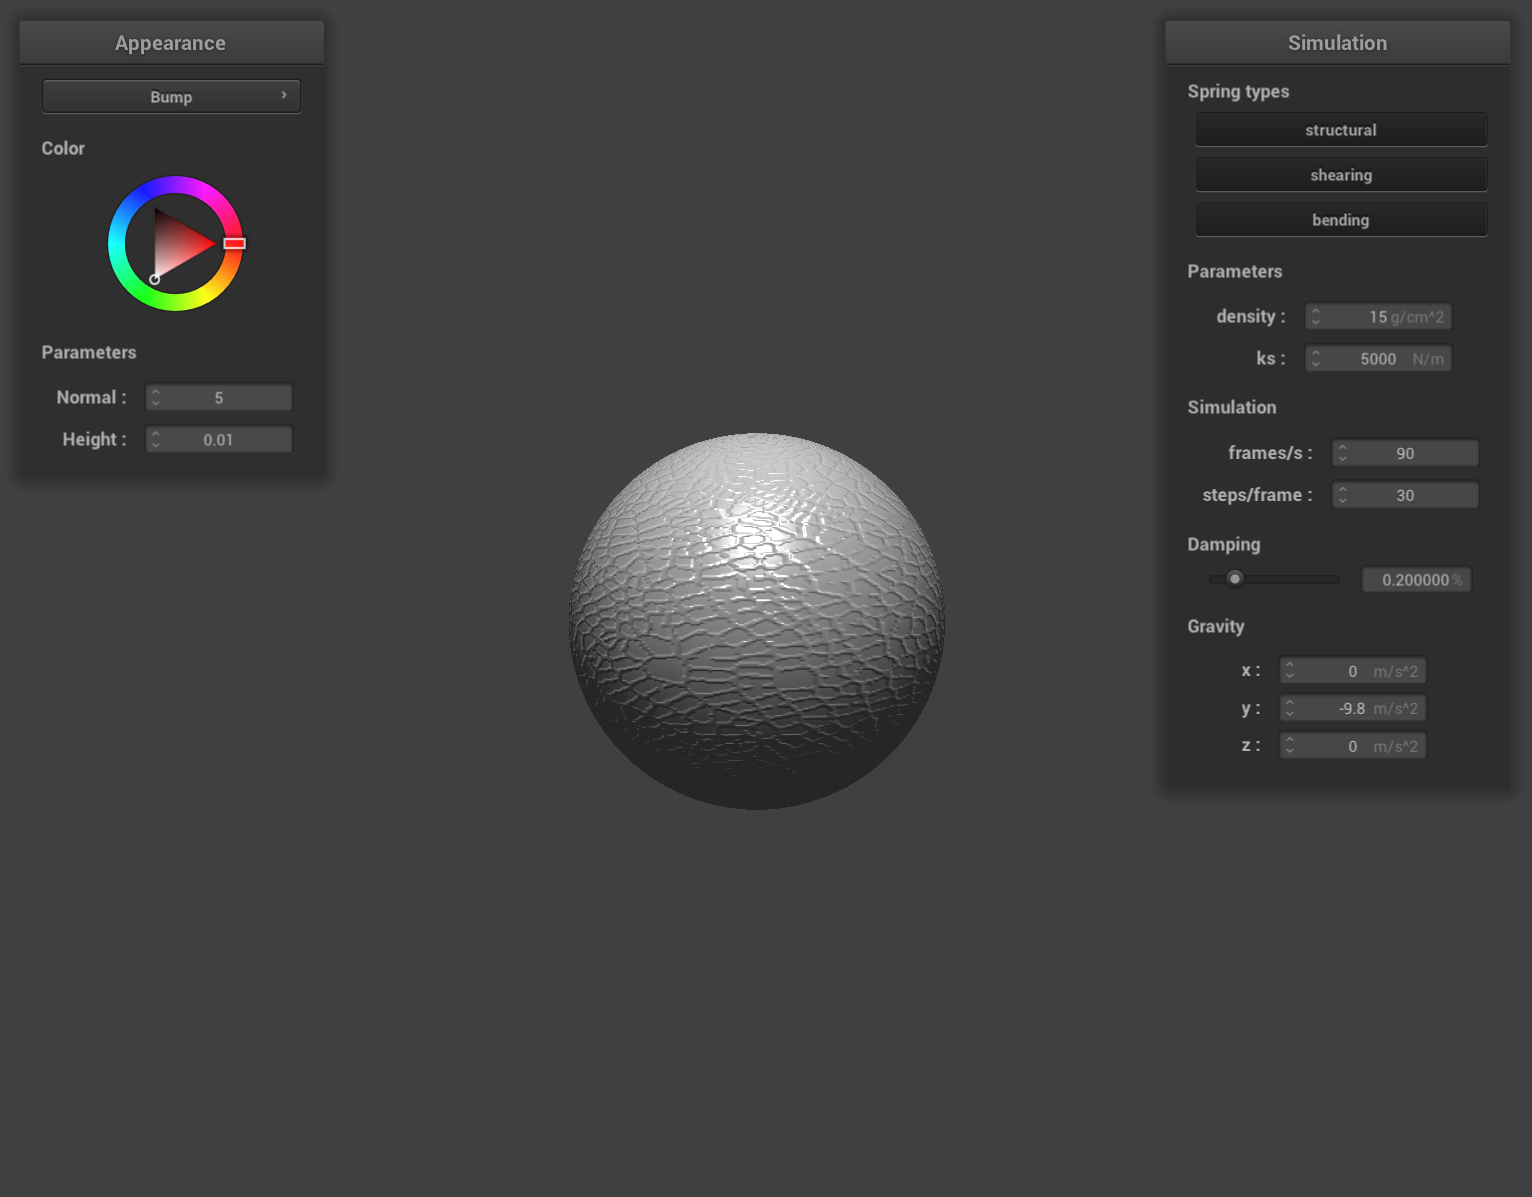 Appearance
Bump
Color
Parameters
Normal : 5
Height : 0.01
Simulation
Spring types
structural
shearing
bending
Parameters
density : 15 g/cm^2
ks : 5000 N/m
Simulation
frames/s : 90
steps/frame : 30
Damping
0.200000 %
Gravity
x : 0 m/s^2
y : -9.8 m/s^2
z : 0 m/s^2